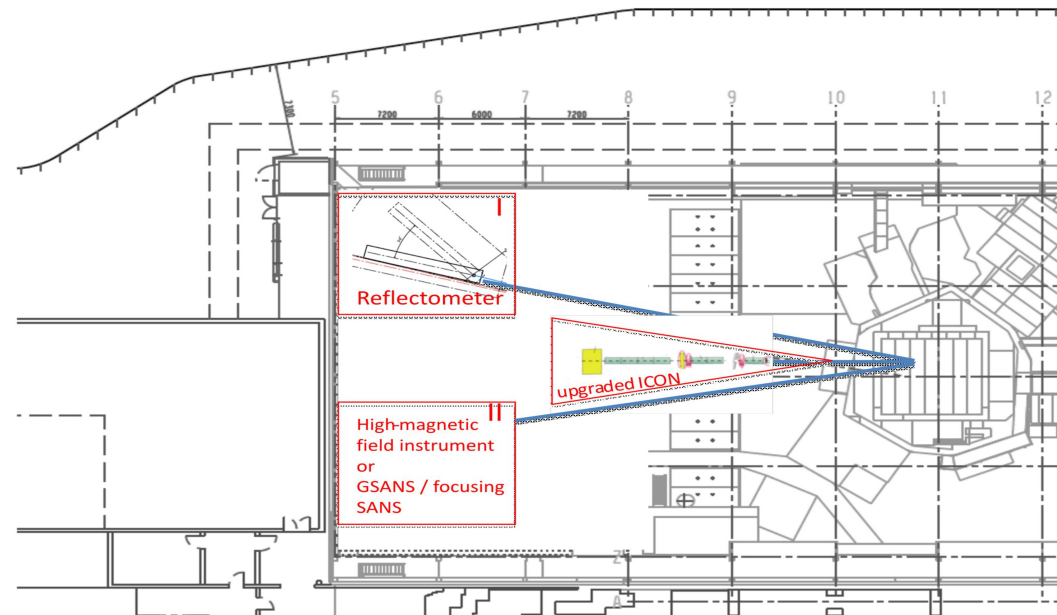 5 6 7 8 9 10 11 12
7200 6000 7200
7300
I
Reflectometer
upgraded ICON
II
High-magnetic
field instrument
or
GSANS / focusing
SANS
A